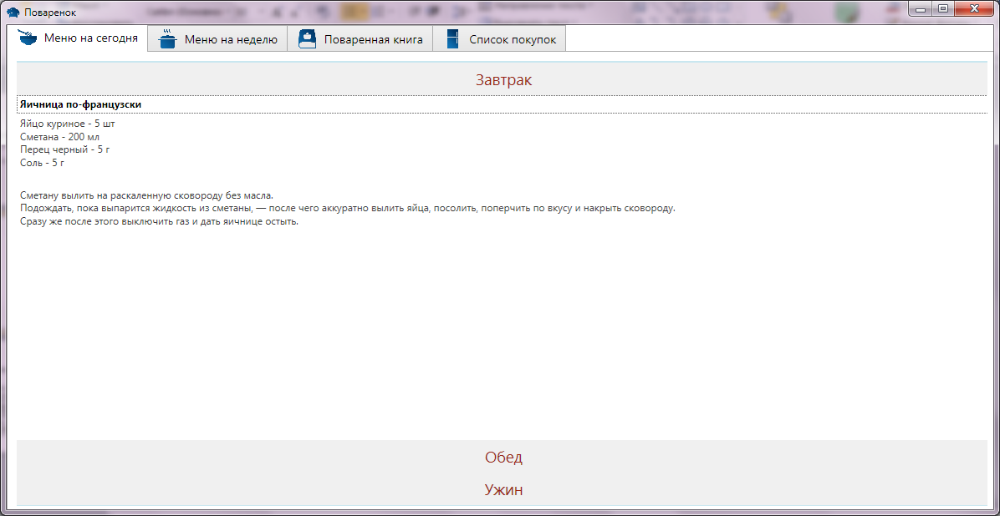 Поваренок
Меню на сегодня
Меню на неделю
Поваренная книга
Список покупок
Завтрак
Яичница по-французски
Яйцо куриное - 5 шт
Сметана - 200 мл
Перец черный - 5 г
Соль - 5 г
Сметану вылить на раскаленную сковороду без масла.
Подождать, пока выпарится жидкость из сметаны, — после чего аккуратно вылить яйца, посолить, поперчить по вкусу и накрыть сковороду.
Сразу же после этого выключить газ и дать яичнице остыть.
Обед
Ужин